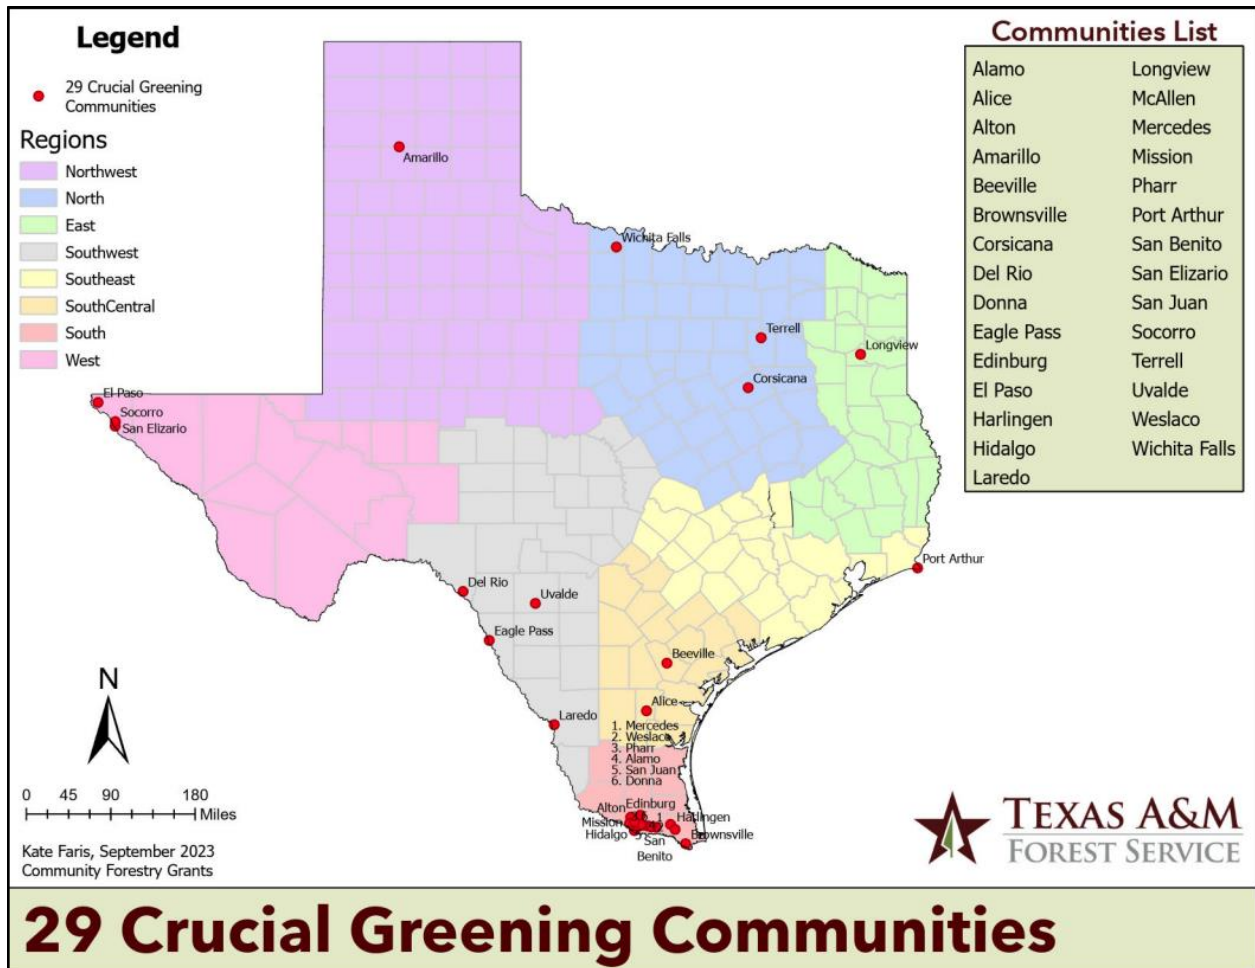 Legend
29 Crucial Greening
Communities
Regions
Northwest
North
East
Southwest
Southeast
SouthCentral
South
West
Communities List
Alamo
Alice
Alton
Amarillo
Beeville
Brownsville
Corsicana
Del Rio
Donna
Eagle Pass
Edinburg
El Paso
Harlingen
Hidalgo
Laredo
Longview
McAllen
Mercedes
Mission
Pharr
Port Arthur
San Benito
San Elizario
San Juan
Socorro
Terrell
Uvalde
Weslaco
Wichita Falls
Amarillo
Wichita Falls
Terrell
Longview
Corsicana
El Paso
Socorro
San Elizario
Port Arthur
Del Rio
Uvalde
Eagle Pass
Beeville
Alice
Laredo
1. Mercedes
2. Weslaco
3. Pharr
4. Alamo
5. San Juan
6. Donna
Edinburg
Alton
Mission
Hidalgo
Harlingen
San
Benito
Brownsville
N
0 45 90 180
Miles
Kate Faris, September 2023
Community Forestry Grants
TEXAS A&M
FOREST SERVICE
29 Crucial Greening Communities